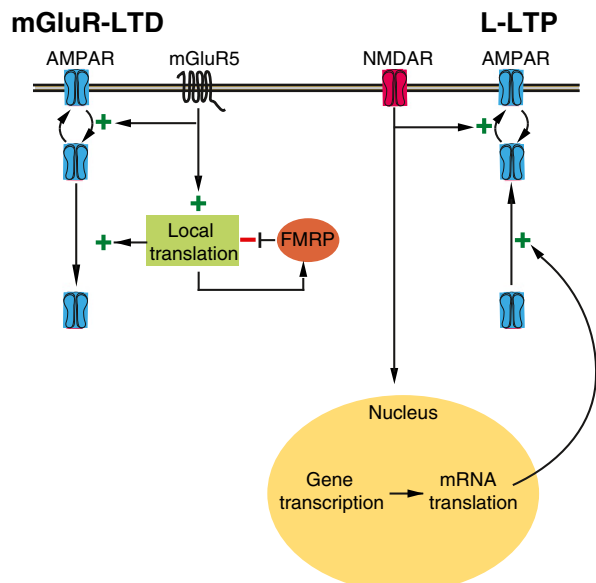 mGluR-LTD
L-LTP
AMPAR
mGluR5
NMDAR
AMPAR
+
+
+
Local
translation
-
FMRP
+
+
Nucleus
Gene
transcription
mRNA
translation